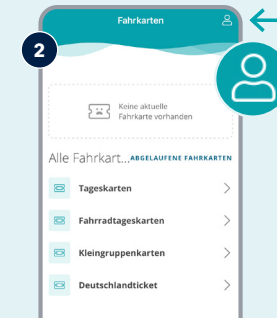 Fahrkarten
2
Keine aktuelle
Fahrkarte vorhanden
Alle Fahrkart... ABGELAUFENE FAHRKARTEN
Tageskarten
Fahrradtageskarten
Kleingruppenkarten
Deutschlandticket